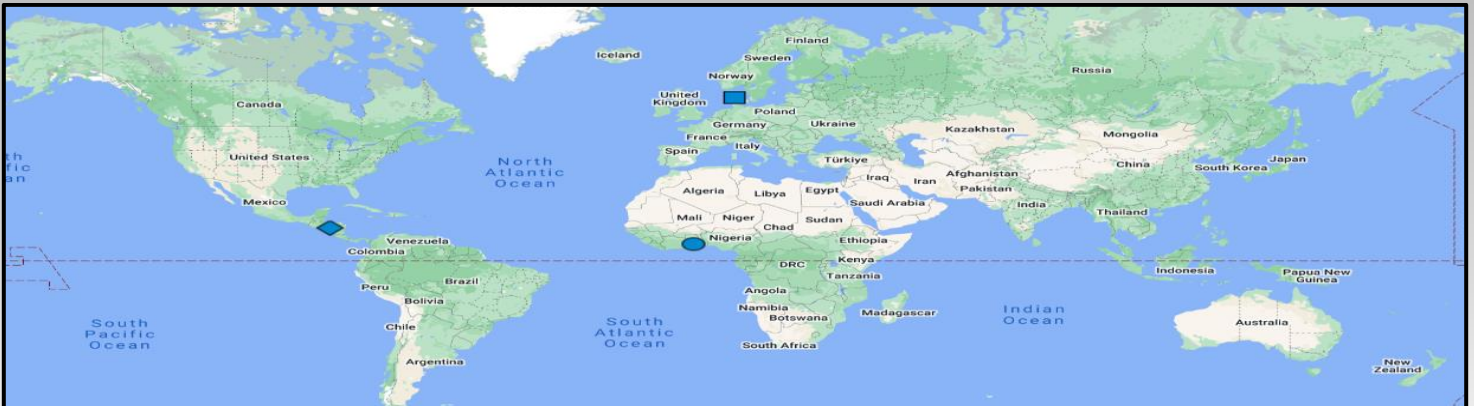 Iceland
Finland
Sweden
Norway
Russia
Canada
United
Kingdom
Poland
Germany
Ukraine
France
Kazakhstan
Mongolia
Italy
Spain
United States
North
Atlantic
Ocean
th
fic
an
Türkiye
China
South Korea
Japan
Iraq
Iran
Afghanistan
Pakistan
Algeria
Libya
Egypt
Saudi Arabia
India
Mexico
Mali
Niger
Chad
Sudan
Thailand
Nigeria
Ethiopia
Venezuela
Colombia
Kenya
DRC
Tanzania
Indonesia
Papua New
Guinea
Peru
Brazil
Angola
Bolivia
Namibia
Botswana
Madagascar
Indian
Ocean
South
Pacific
Ocean
Chile
South
Atlantic
Ocean
Australia
South Africa
Argentina
New
Zealand